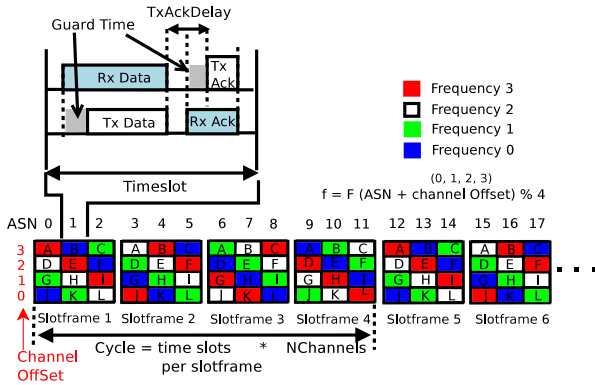 TxAckDelay
Guard Time
Rx Data
Tx
Ack
Tx Data
Rx Ack
Timeslot
Frequency 3
Frequency 2
Frequency 1
Frequency 0
(0, 1, 2, 3)
f = F (ASN + channel Offset) % 4
ASN 0 1 2 3 4 5 6 7 8 9 10 11 12 13 14 15 16 17
3 A B C A B C A B C A B C A B C A B C
2 D E F D E F D E F D E F D E F D E F
1 G H I G H I G H I G H I G H I G H I
0 J K L J K L J K L J K L J K L J K L
Slotframe 1 Slotframe 2 Slotframe 3 Slotframe 4 Slotframe 5 Slotframe 6
Cycle = time slots * NChannels
per slotframe
Channel
OffSet